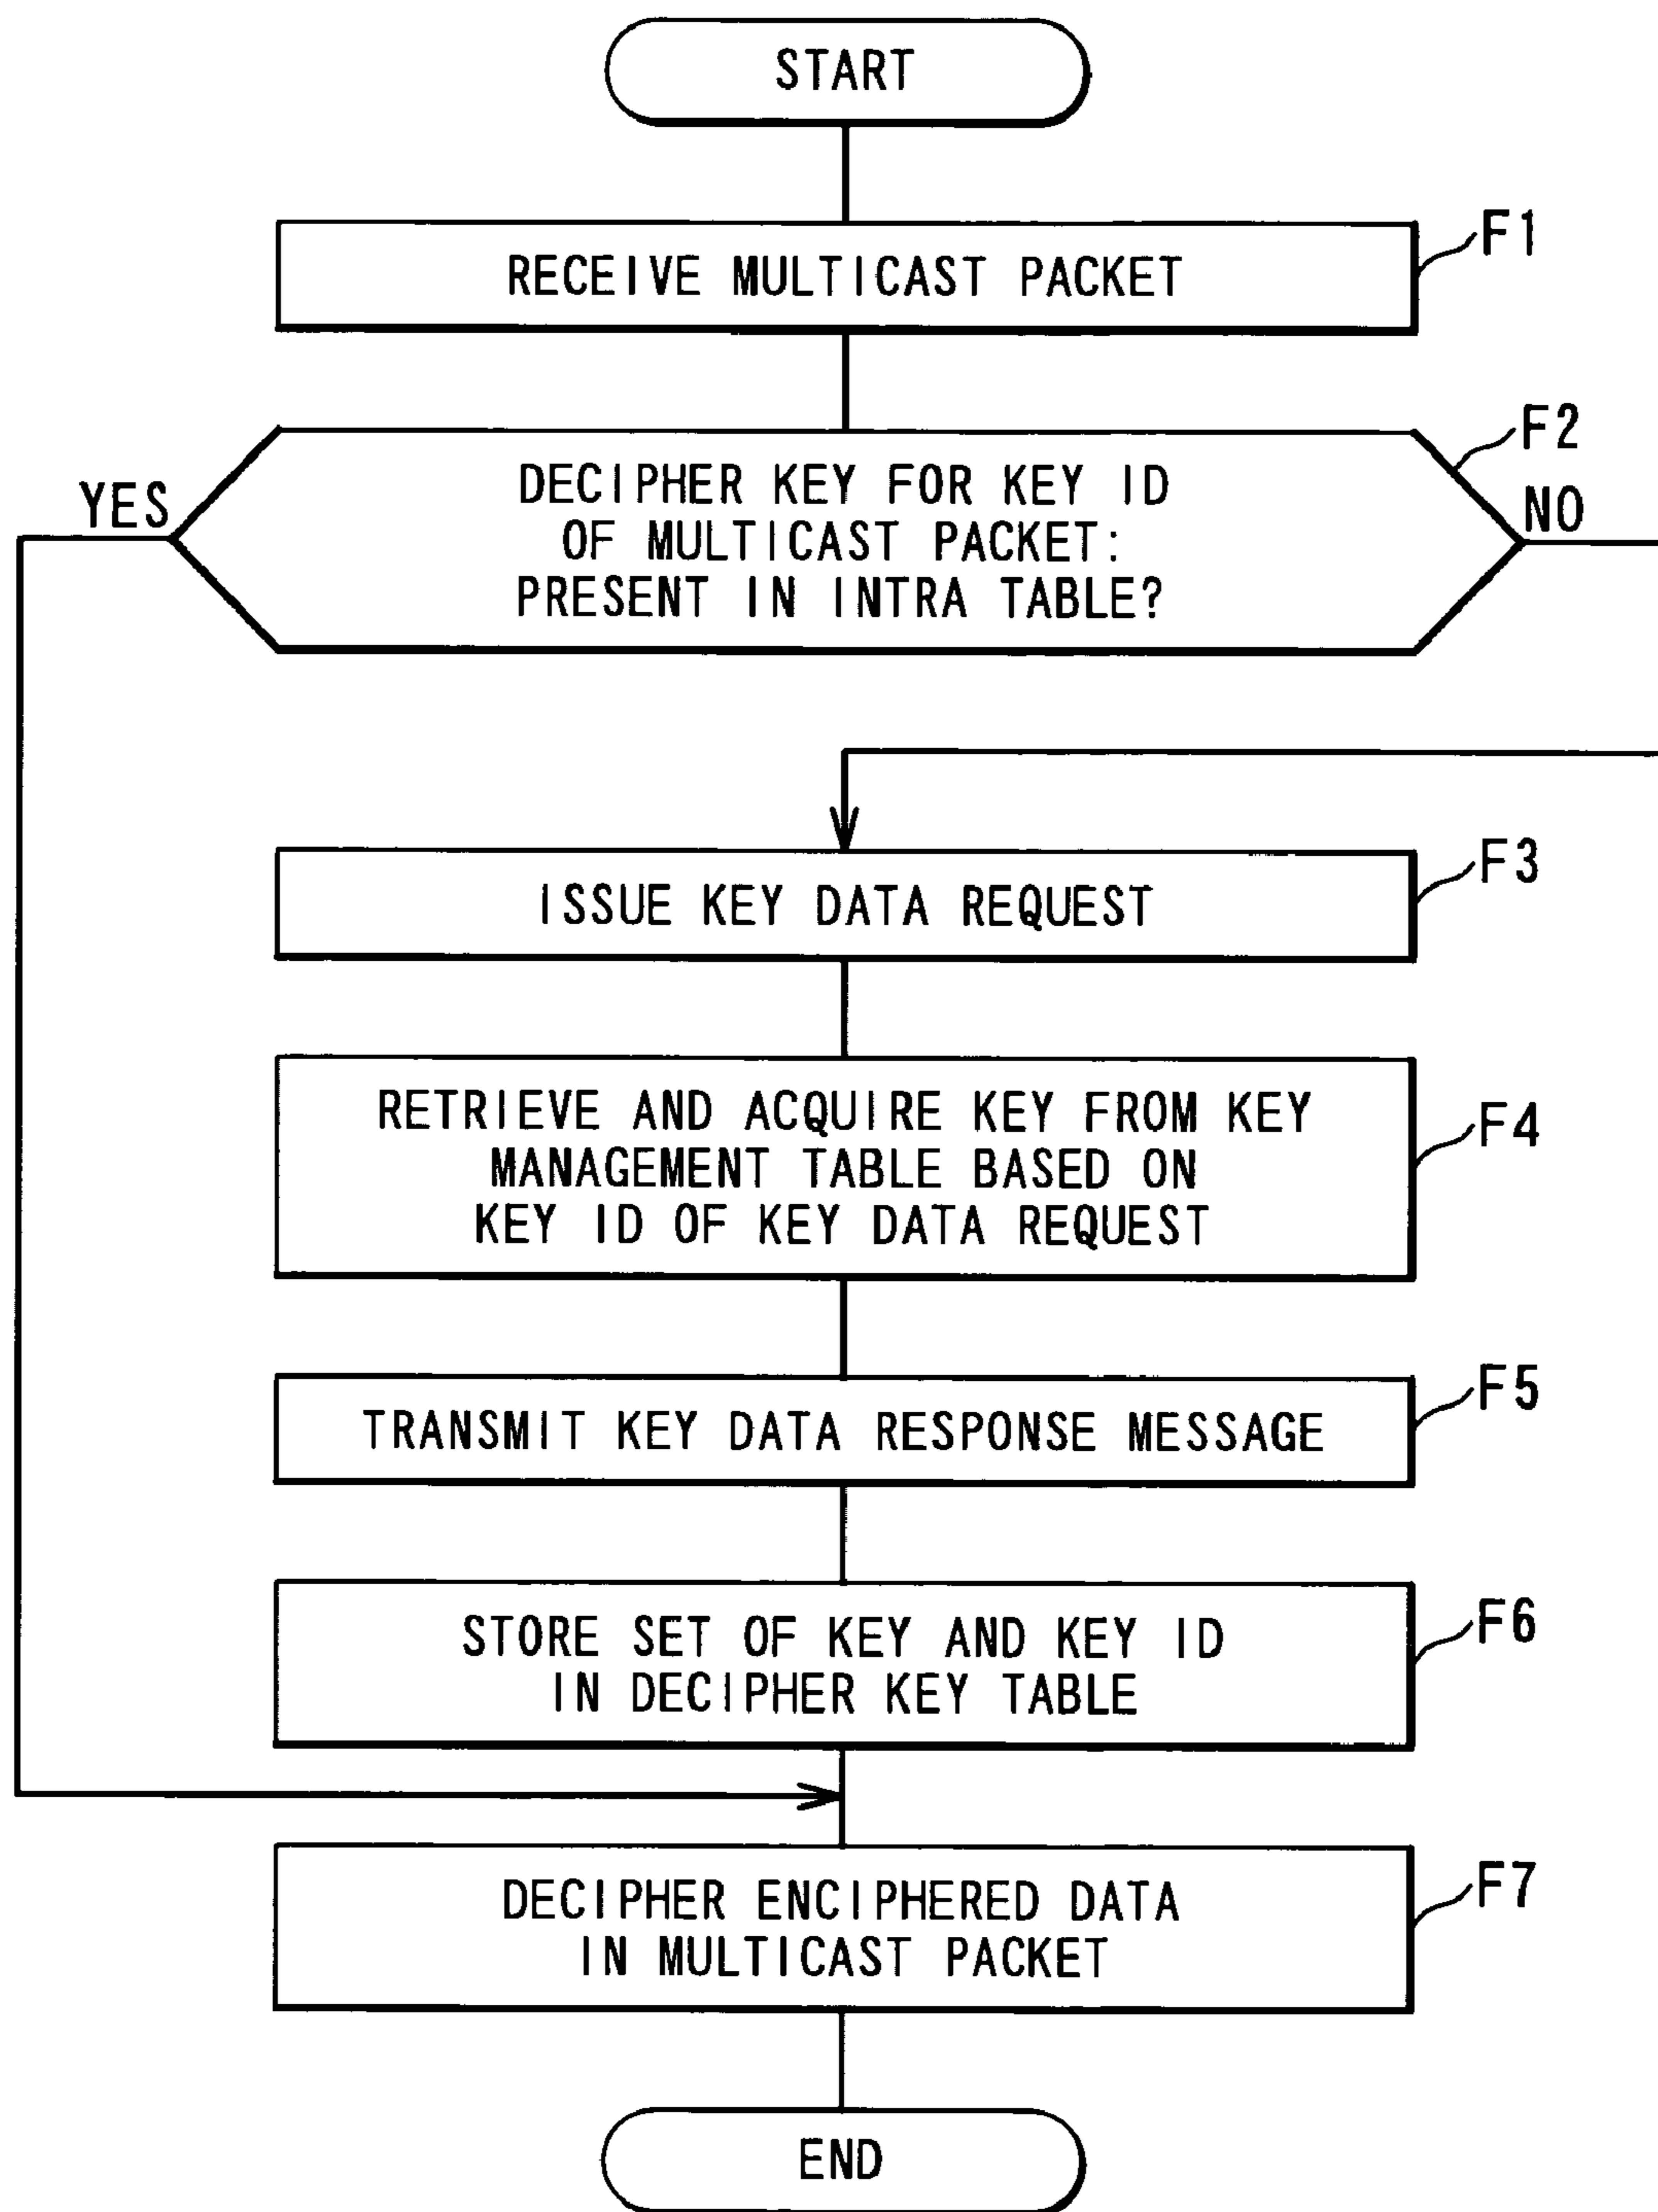 START
RECEIVE MULTICAST PACKET
F1
DECIPHER KEY FOR KEY ID
OF MULTICAST PACKET:
PRESENT IN INTRA TABLE?
F2
YES
NO
ISSUE KEY DATA REQUEST
F3
RETRIEVE AND ACQUIRE KEY FROM KEY
MANAGEMENT TABLE BASED ON
KEY ID OF KEY DATA REQUEST
F4
TRANSMIT KEY DATA RESPONSE MESSAGE
F5
STORE SET OF KEY AND KEY ID
IN DECIPHER KEY TABLE
F6
DECIPHER ENCIPHERED DATA
IN MULTICAST PACKET
F7
END